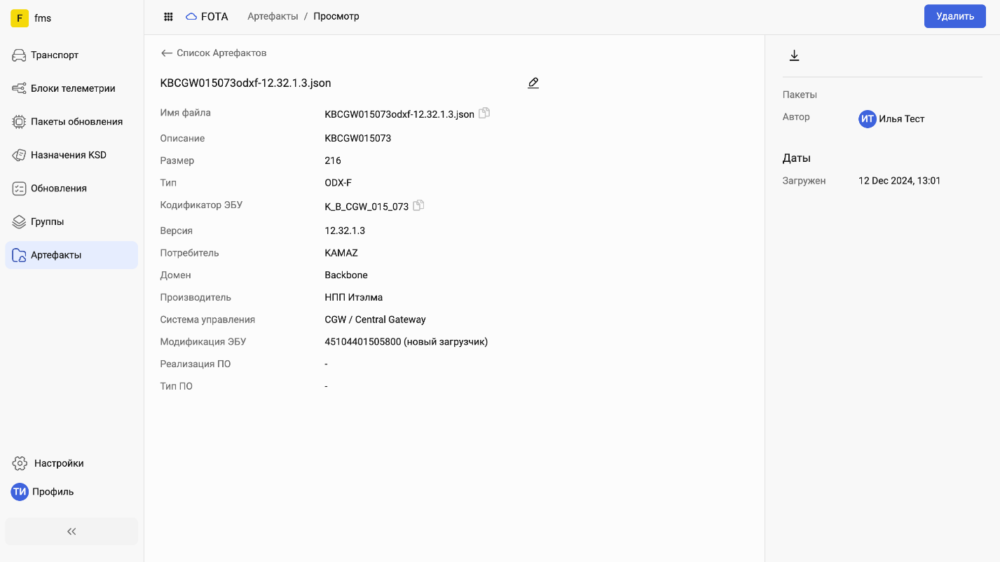 F fms
Транспорт
Блоки телеметрии
Пакеты обновления
Назначения KSD
Обновления
Группы
Артефакты
Настройки
ТИ Профиль
FOTA Артефакты / Просмотр
Удалить
Список Артефактов
KBCGW015073odxf-12.32.1.3.json
Имя файла KBCGW015073odxf-12.32.1.3.json
Описание KBCGW015073
Размер 216
Тип ODX-F
Кодификатор ЭБУ K_B_CGW_015_073
Версия 12.32.1.3
Потребитель KAMAZ
Домен Backbone
Производитель НПП Итэлма
Система управления CGW / Central Gateway
Модификация ЭБУ 45104401505800 (новый загрузчик)
Реализация ПО -
Тип ПО -
Пакеты
Автор ИТ Илья Тест
Даты
Загружен 12 Dec 2024, 13:01